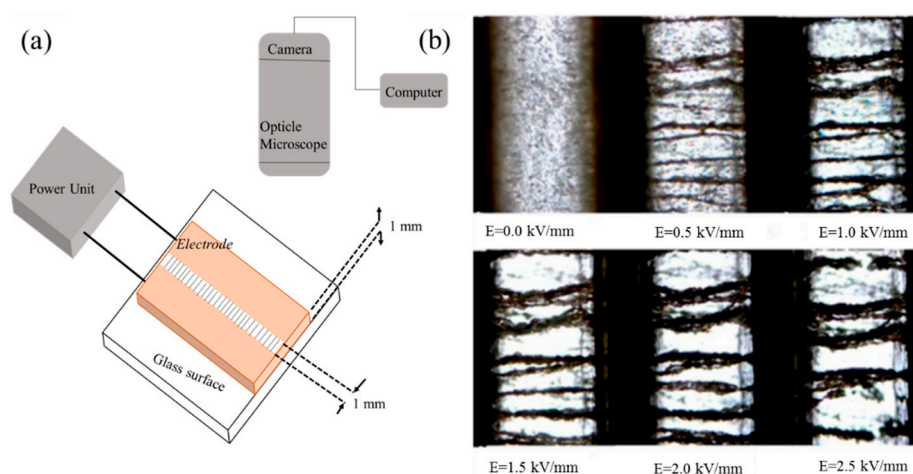 (a)
Camera
Computer
Opticle
Microscope
Power Unit
Electrode
1 mm
Glass surface
1 mm
(b)
E=0.0 kV/mm
E=0.5 kV/mm
E=1.0 kV/mm
E=1.5 kV/mm
E=2.0 kV/mm
E=2.5 kV/mm